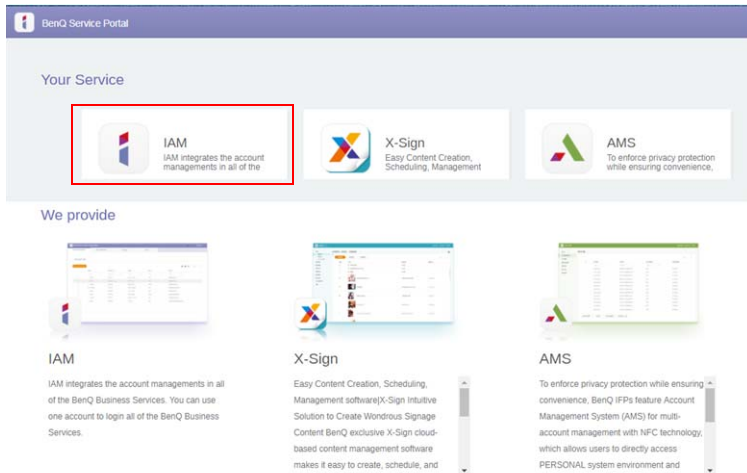 BenQ Service Portal
Your Service
IAM
IAM integrates the account
managements in all of the
X-Sign
Easy Content Creation,
Scheduling, Management
AMS
To enforce privacy protection
while ensuring convenience,
We provide
IAM
IAM integrates the account managements in all
of the BenQ Business Services. You can use
one account to login all of the BenQ Business
Services.
X-Sign
Easy Content Creation, Scheduling,
Management software|X-Sign Intuitive
Solution to Create Wondrous Signage
Content BenQ exclusive X-Sign cloud-
based content management software
makes it easy to create, schedule, and
AMS
To enforce privacy protection while ensuring
convenience, BenQ IFPs feature Account
Management System (AMS) for multi-
account management with NFC technology,
which allows users to directly access
PERSONAL system environment and